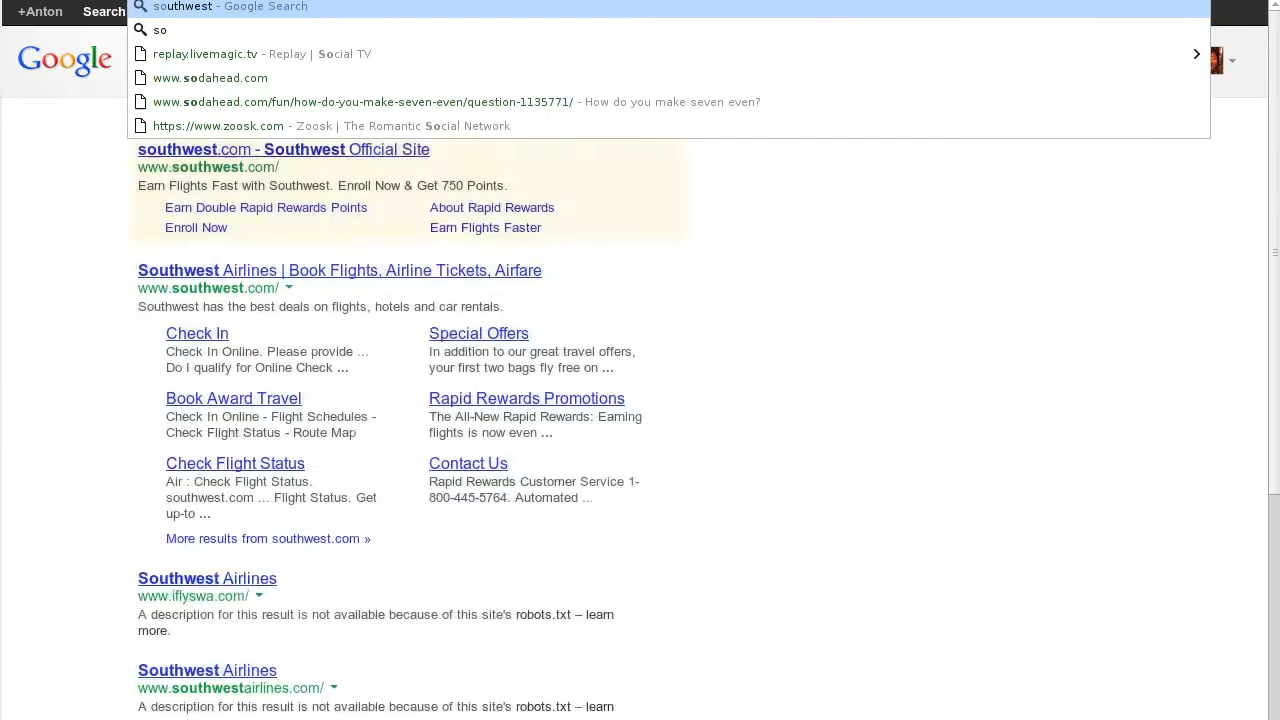 +Anton Search
southwest - Google Search
so
replay.livemagic.tv - Replay | Social TV
www.sodahead.com
www.sodahead.com/fun/how-do-you-make-seven-even/question-1135771/ - How do you make seven even?
https://www.zoosk.com - Zoosk | The Romantic Social Network
Google
southwest.com - Southwest Official Site
www.southwest.com/
Earn Flights Fast with Southwest. Enroll Now & Get 750 Points.
Earn Double Rapid Rewards Points About Rapid Rewards
Enroll Now Earn Flights Faster
Southwest Airlines | Book Flights, Airline Tickets, Airfare
www.southwest.com/
Southwest has the best deals on flights, hotels and car rentals.
Check In
Check In Online. Please provide ...
Do I qualify for Online Check ...
Special Offers
In addition to our great travel offers,
your first two bags fly free on ...
Book Award Travel
Check In Online - Flight Schedules -
Check Flight Status - Route Map
Rapid Rewards Promotions
The All-New Rapid Rewards: Earning
flights is now even ...
Check Flight Status
Air : Check Flight Status.
southwest.com ... Flight Status. Get
up-to ...
Contact Us
Rapid Rewards Customer Service 1-
800-445-5764. Automated ...
More results from southwest.com »
Southwest Airlines
www.iflyswa.com/
A description for this result is not available because of this site's robots.txt – learn
more.
Southwest Airlines
www.southwestairlines.com/
A description for this result is not available because of this site's robots.txt – learn